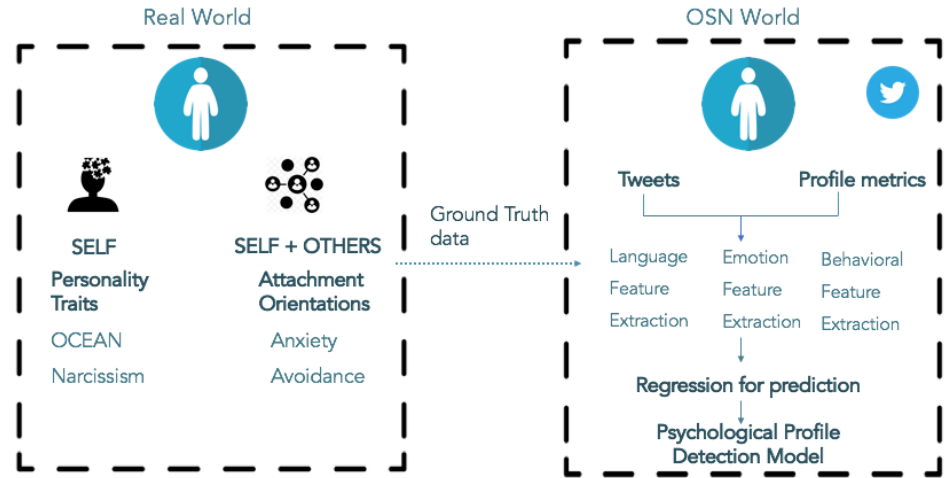 Real World
SELF
Personality
Traits
OCEAN
Narcissism
SELF + OTHERS
Attachment
Orientations
Anxiety
Avoidance
Ground Truth
data
OSN World
Tweets
Profile metrics
Language
Feature
Extraction
Emotion
Feature
Extraction
Behavioral
Feature
Extraction
Regression for prediction
Psychological Profile
Detection Model